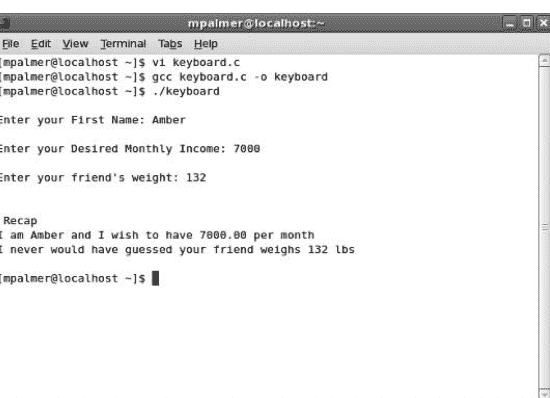 mpalmer@localhost:~
File Edit View Terminal Tabs Help
[mpalmer@localhost ~]$ vi keyboard.c
[mpalmer@localhost ~]$ gcc keyboard.c -o keyboard
[mpalmer@localhost ~]$ ./keyboard
Enter your First Name: Amber
Enter your Desired Monthly Income: 7000
Enter your friend's weight: 132
Recap
I am Amber and I wish to have 7000.00 per month
I never would have guessed your friend weighs 132 lbs
[mpalmer@localhost ~]$